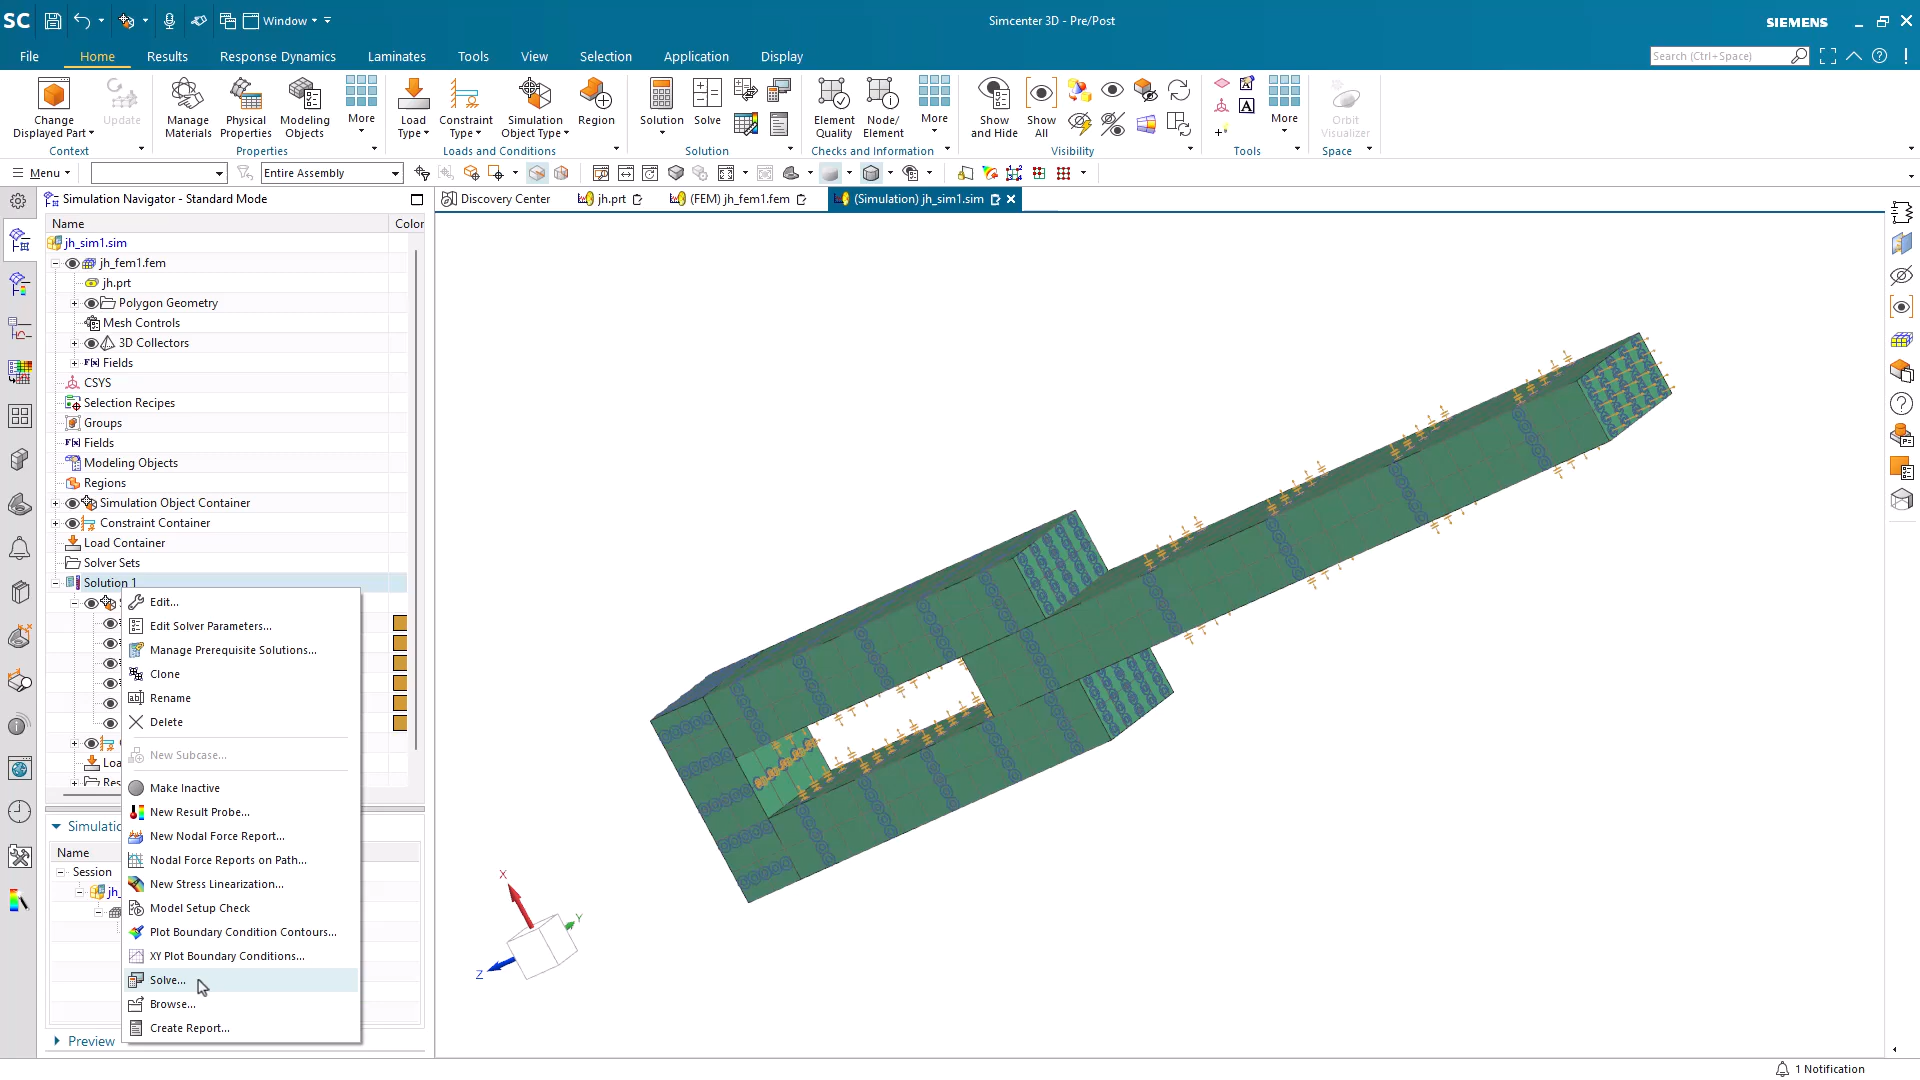 SC Window Simcenter 3D - Pre/Post SIEMENS
File Home Results Response Dynamics Laminates Tools View Selection Application Display Search (Ctrl+Space)
Change Displayed Part
Update
Context
Manage Materials
Physical Properties
Modeling Objects
More
Properties
Load Type
Constraint Type
Simulation Object Type
Region
Loads and Conditions
Solution
Solve
Solution
Element Quality
Node/ Element
More
Checks and Information
Show and Hide
Show All
Visibility
More
Tools
Orbit Visualizer
Space
Menu Entire Assembly
Simulation Navigator - Standard Mode
Discovery Center jh.prt (FEM) jh_fem1.fem (Simulation) jh_sim1.sim
Name Color
jh_sim1.sim
jh_fem1.fem
jh.prt
Polygon Geometry
Mesh Controls
3D Collectors
F(x) Fields
CSYS
Selection Recipes
Groups
F(x) Fields
Modeling Objects
Regions
Simulation Object Container
Constraint Container
Load Container
Solver Sets
Solution 1
Edit...
Edit Solver Parameters...
Manage Prerequisite Solutions...
Clone
Rename
Delete
New Subcase...
Loa
Res
Make Inactive
New Result Probe...
Simulatio
New Nodal Force Report...
Name
Nodal Force Reports on Path...
Session
New Stress Linearization...
jh_
Model Setup Check
Plot Boundary Condition Contours...
XY Plot Boundary Conditions...
Solve...
Browse...
Create Report...
Preview
X
Y
Z
1 Notification